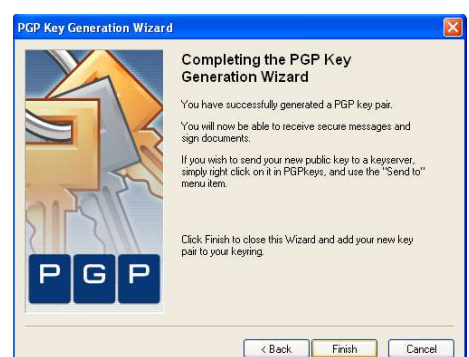 PGP Key Generation Wizard
Completing the PGP Key
Generation Wizard
You have successfully generated a PGP key pair.
You will now be able to receive secure messages and
sign documents.
If you wish to send your new public key to a keyserver,
simply right click on it in PGPkeys, and use the "Send to"
menu item.
Click Finish to close this Wizard and add your new key
pair to your keyring.
P G P
< Back Finish Cancel